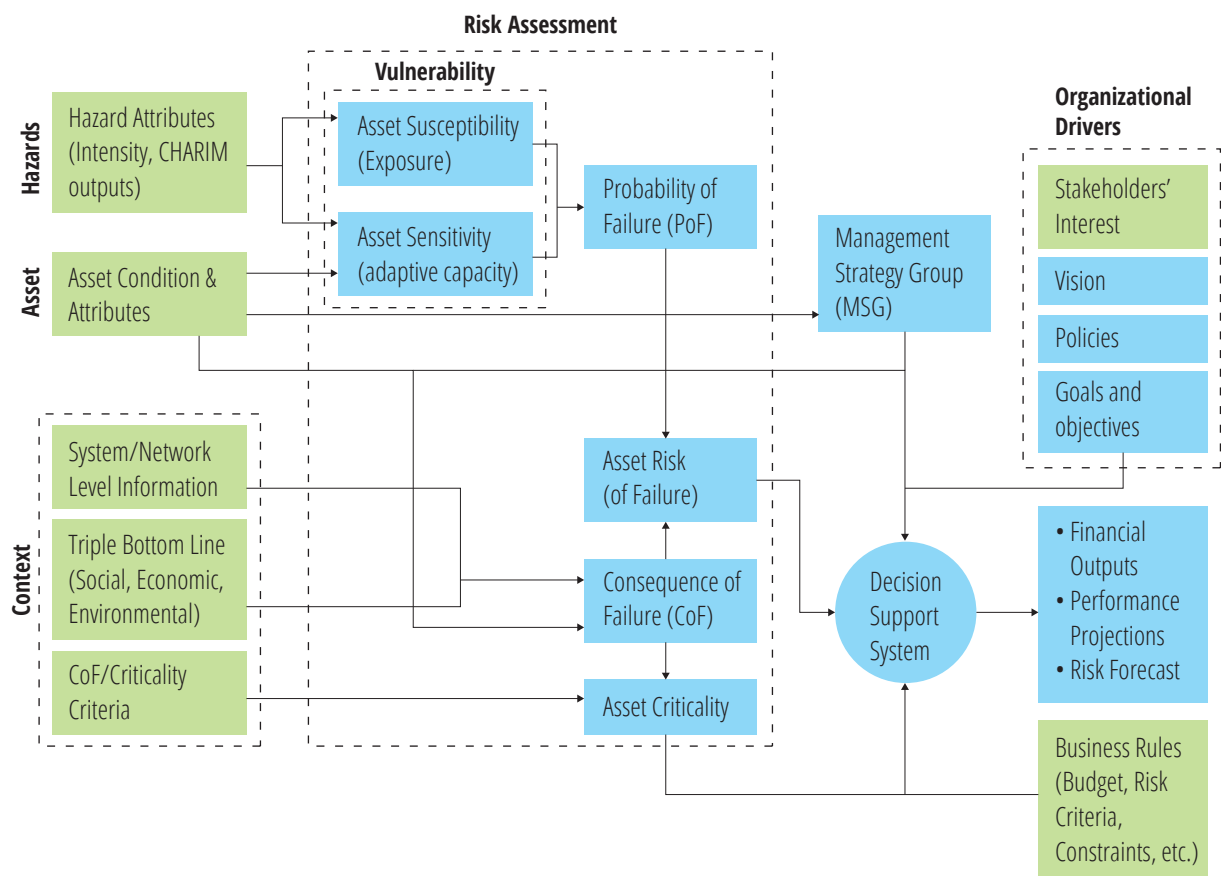 Risk Assessment
Vulnerability
Hazards
Hazard Attributes
(Intensity, CHARIM
outputs)
Asset Susceptibility
(Exposure)
Asset Sensitivity
(adaptive capacity)
Probability of
Failure (PoF)
Asset
Asset Condition &
Attributes
Management
Strategy Group
(MSG)
Organizational
Drivers
Stakeholders’
Interest
Vision
Policies
Goals and
objectives
Context
System/Network
Level Information
Triple Bottom Line
(Social, Economic,
Environmental)
CoF/Criticality
Criteria
Asset Risk
(of Failure)
Consequence of
Failure (CoF)
Asset Criticality
Decision
Support
System
• Financial
Outputs
• Performance
Projections
• Risk Forecast
Business Rules
(Budget, Risk
Criteria,
Constraints, etc.)